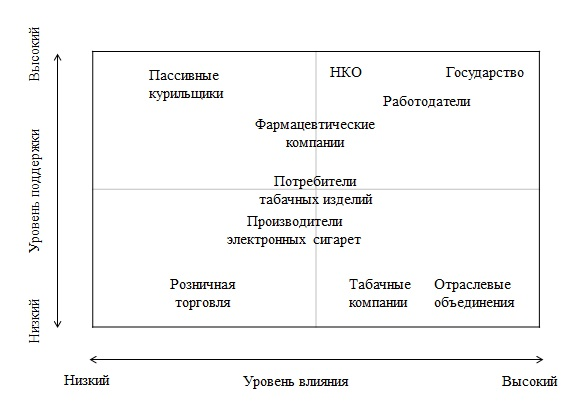 Высокий
Уровень поддержки
Низкий
Пассивные
курильщики
НКО
Государство
Работодатели
Фармацевтические
компании
Потребители
табачных изделий
Производители
электронных сигарет
Розничная
торговля
Табачные
компании
Отраслевые
объединения
Низкий
Уровень влияния
Высокий